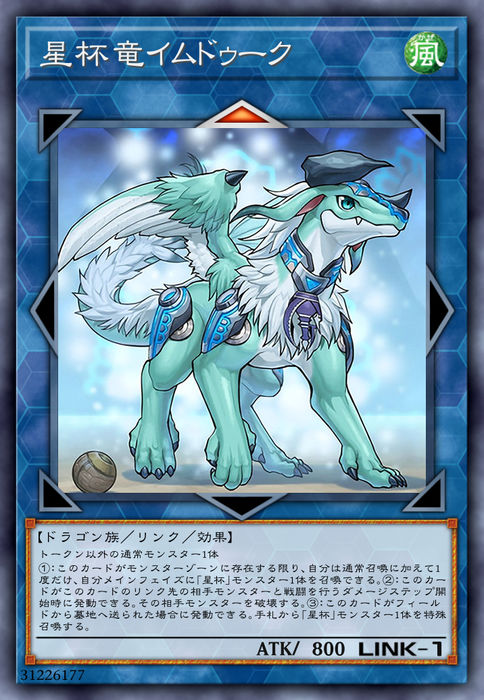 星杯竜イムドゥーク
かぜ
風
【ドラゴン族／リンク／効果】
トークン以外の通常モンスター1体
①:このカードがモンスターゾーンに存在する限り、自分は通常召喚に加えて1
度だけ、自分メインフェイズに「星杯」モンスター1体を召喚できる。②:このカー
ドがこのカードのリンク先の相手モンスターと戦闘を行うダメージステップ開
始時に発動できる。その相手モンスターを破壊する。③:このカードがフィール
ドから墓地へ送られた場合に発動できる。手札から「星杯」モンスター1体を特殊
召喚する。
ATK/ 800 LINK-1
31226177